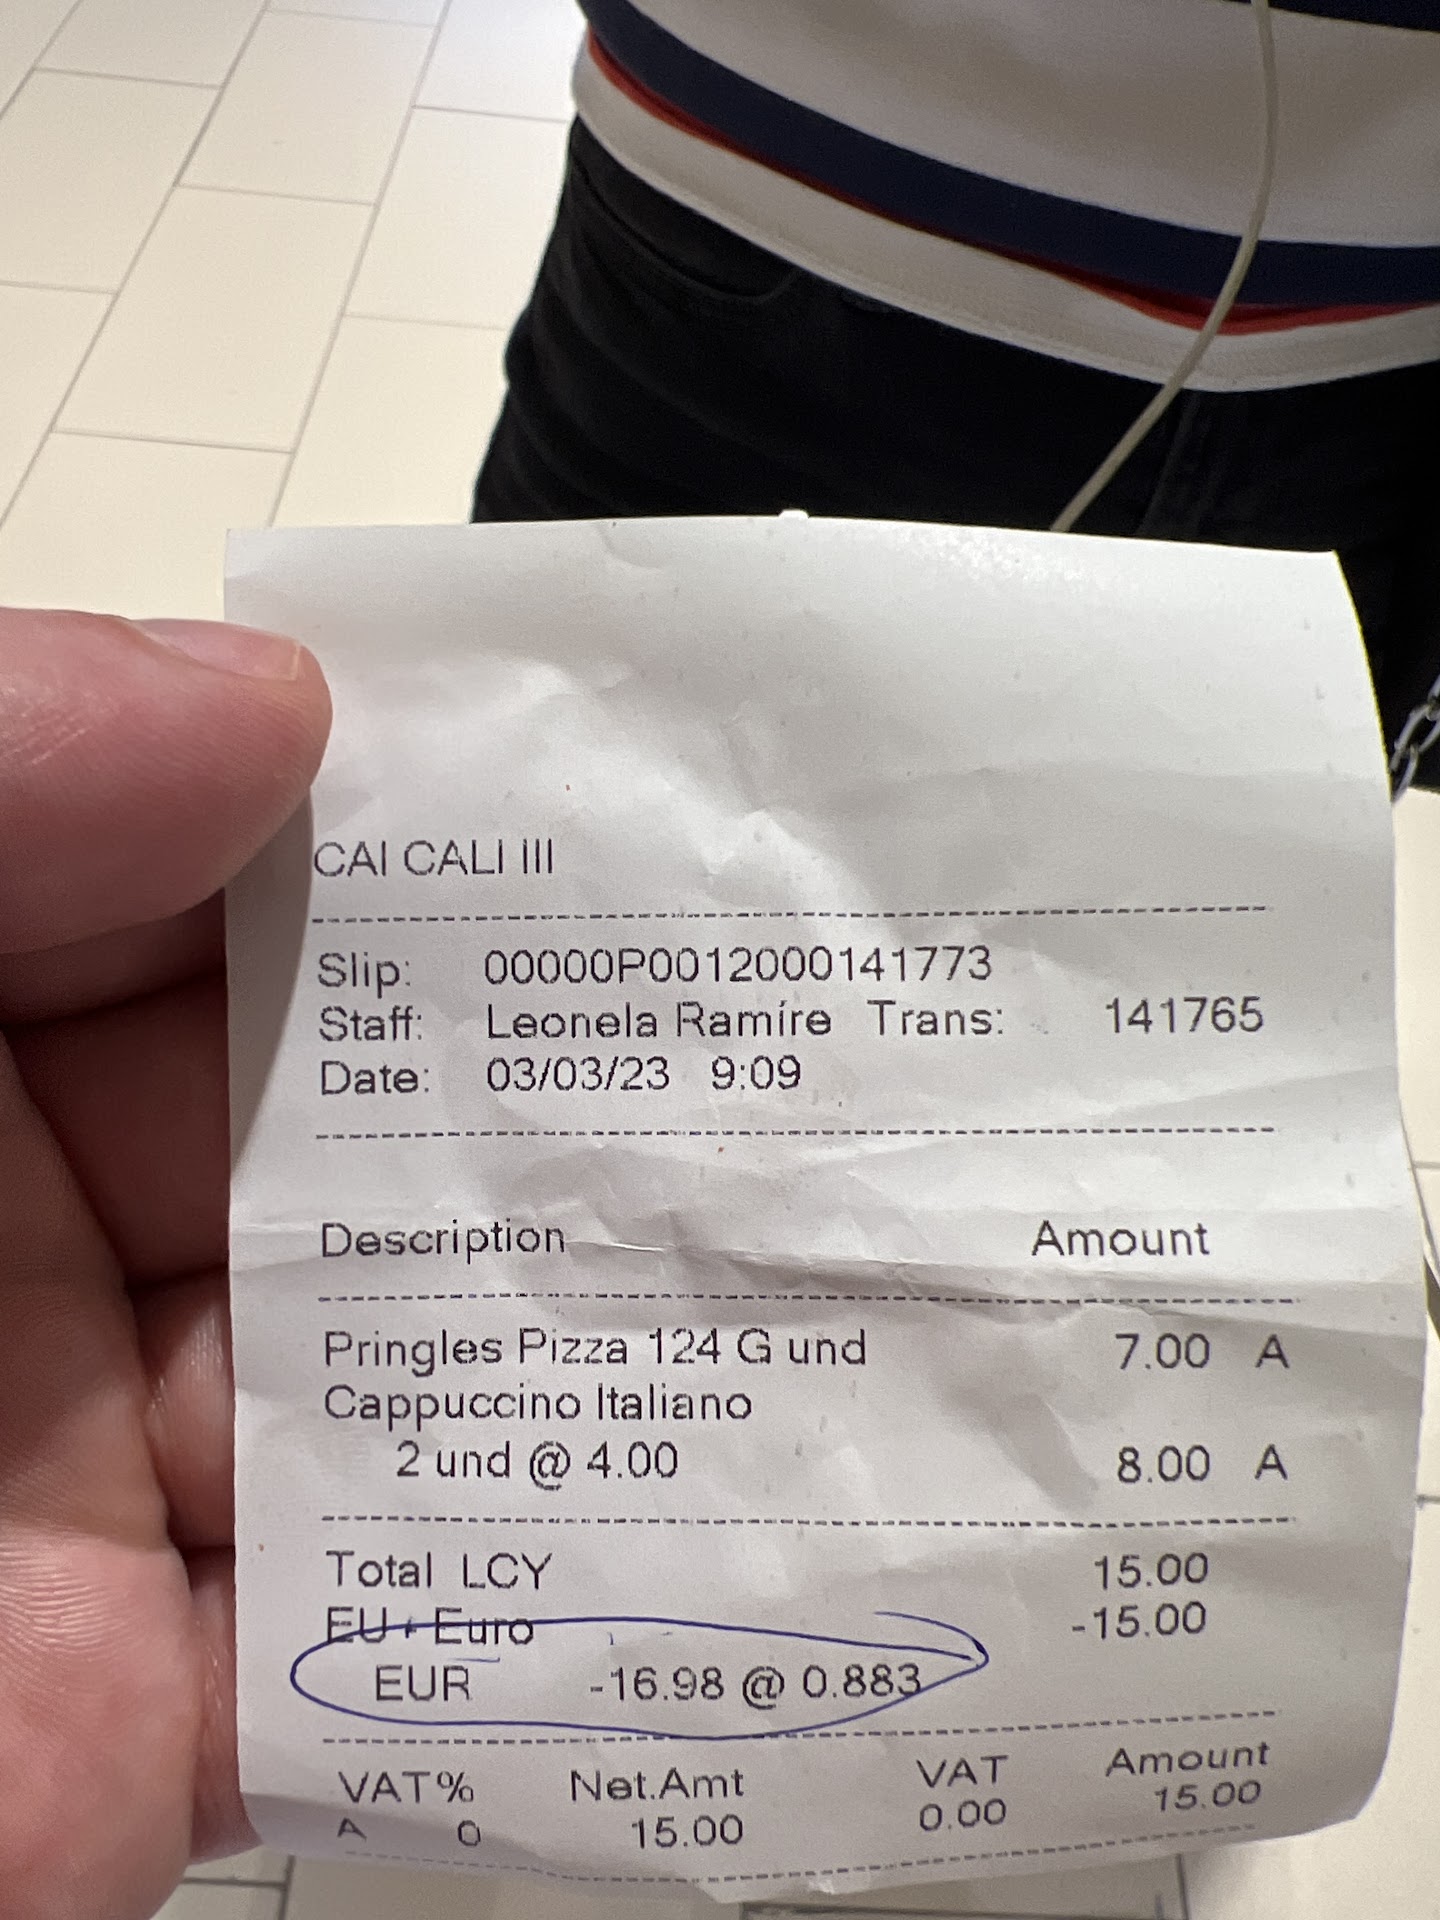 CAI CALI III
Slip: 00000P0012000141773
Staff: Leonela Ramíre Trans: 141765
Date: 03/03/23 9:09
Description Amount
Pringles Pizza 124 G und 7.00 A
Cappuccino Italiano
2 und @ 4.00 8.00 A
Total LCY 15.00
EU + Euro -15.00
EUR -16.98 @ 0.883
VAT% Net.Amt VAT Amount
A 0 15.00 0.00 15.00